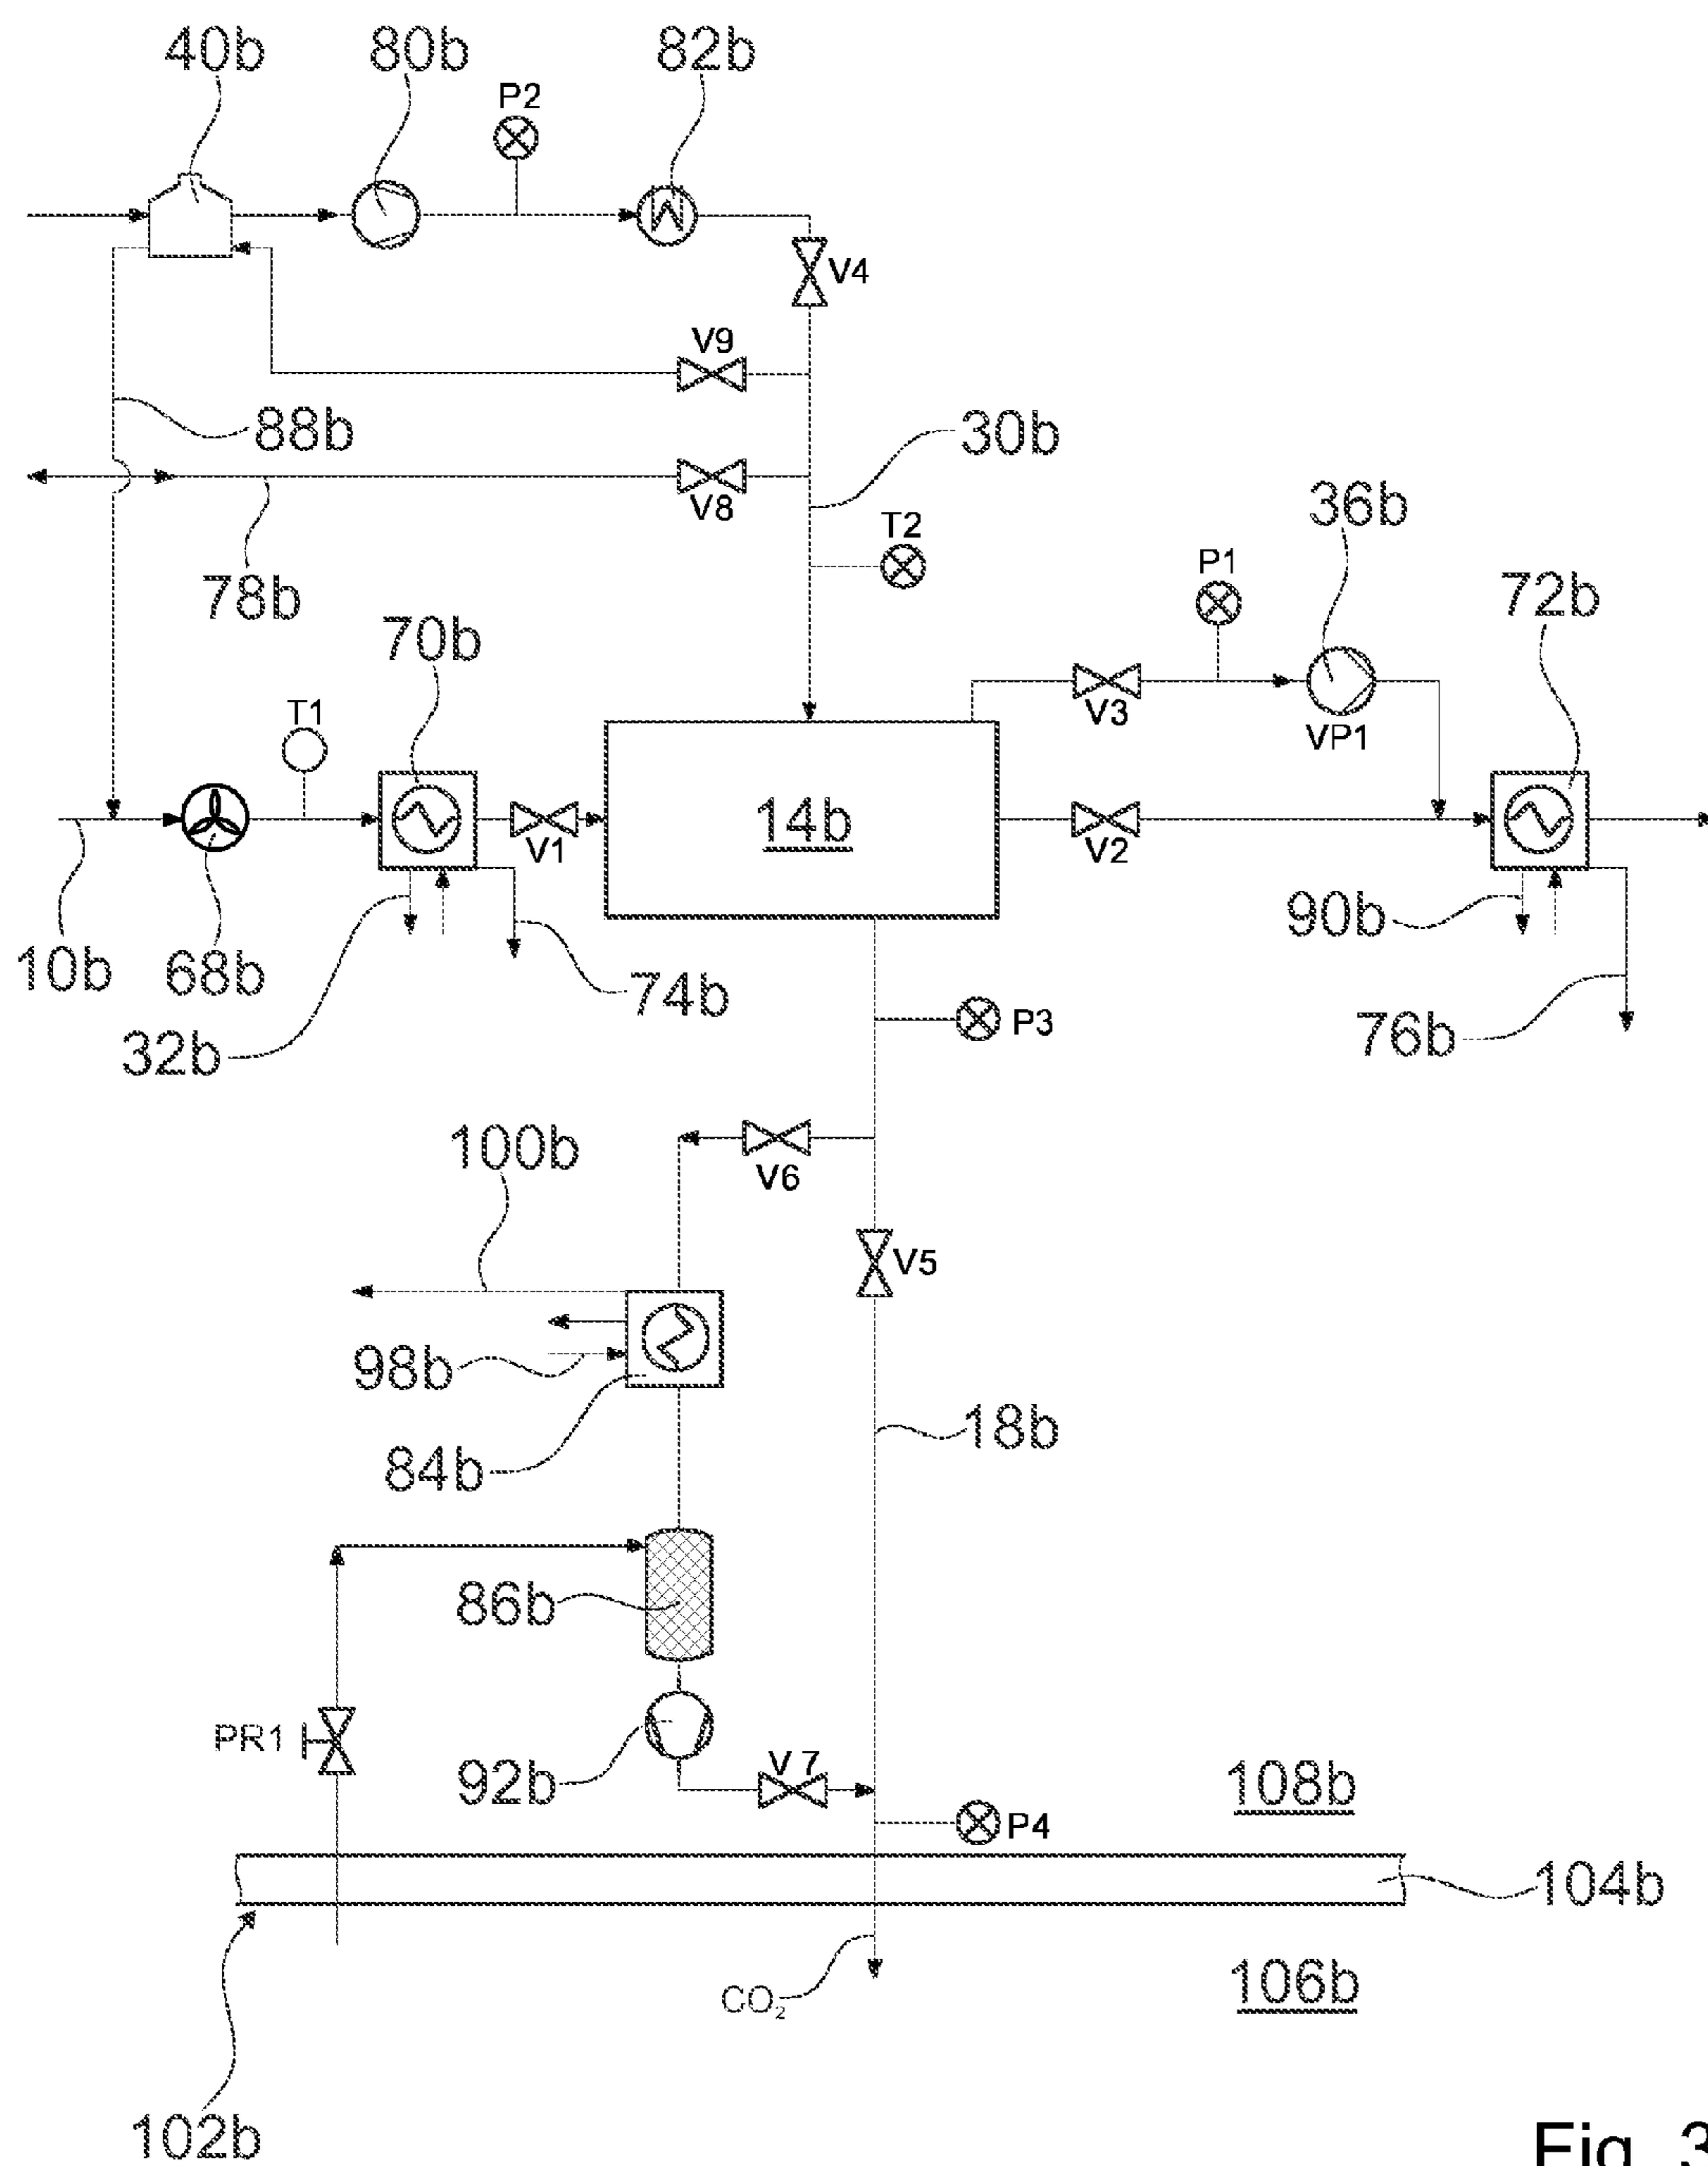 40b 80b 82b
P2
V4
V9
88b
30b
V8
T2
36b
P1
78b
72b
70b
T1
V3
VP1
14b
V1
V2
90b
10b 68b
74b
P3
76b
32b
100b
V6
V5
98b
18b
84b
86b
PR1
V 7
92b
108b
P4
104b
CO₂
106b
102b
Fig. 3